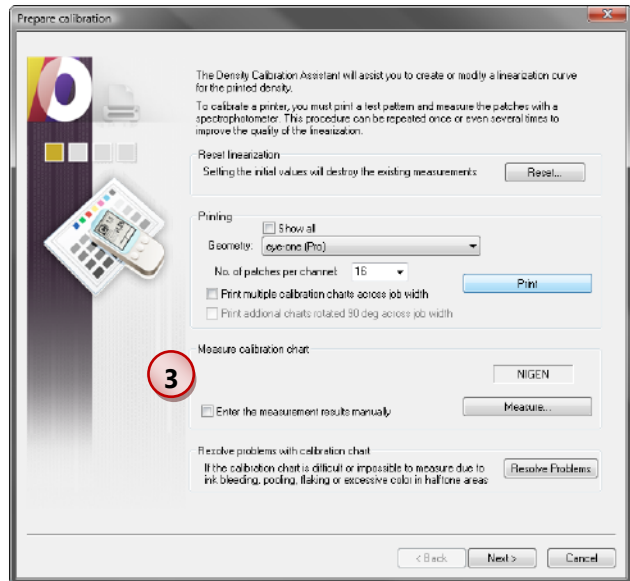 Prepare calibration
The Density Calibration Assistant will assist you to create or modify a linearization curve
for the printed density.
To calibrate a printer, you must print a test pattern and measure the patches with a
spectrophotometer. This procedure can be repeated once or even several times to
improve the quality of the linearization.
Reset linearization
Setting the initial values will destroy the existing measurements
Reset...
Printing
Show all
Geometry: eye-one (Pro)
No. of patches per channel: 16
Print
Print multiple calibration charts across job width
Print addional charts rotated 90 deg across job width
Measure calibration chart
3
NIGEN
Enter the measurement results manually
Measure...
Resolve problems with calibration chart
If the calibration chart is difficult or impossible to measure due to
ink bleeding, pooling, flaking or excessive color in halftone areas
Resolve Problems
< Back
Next >
Cancel